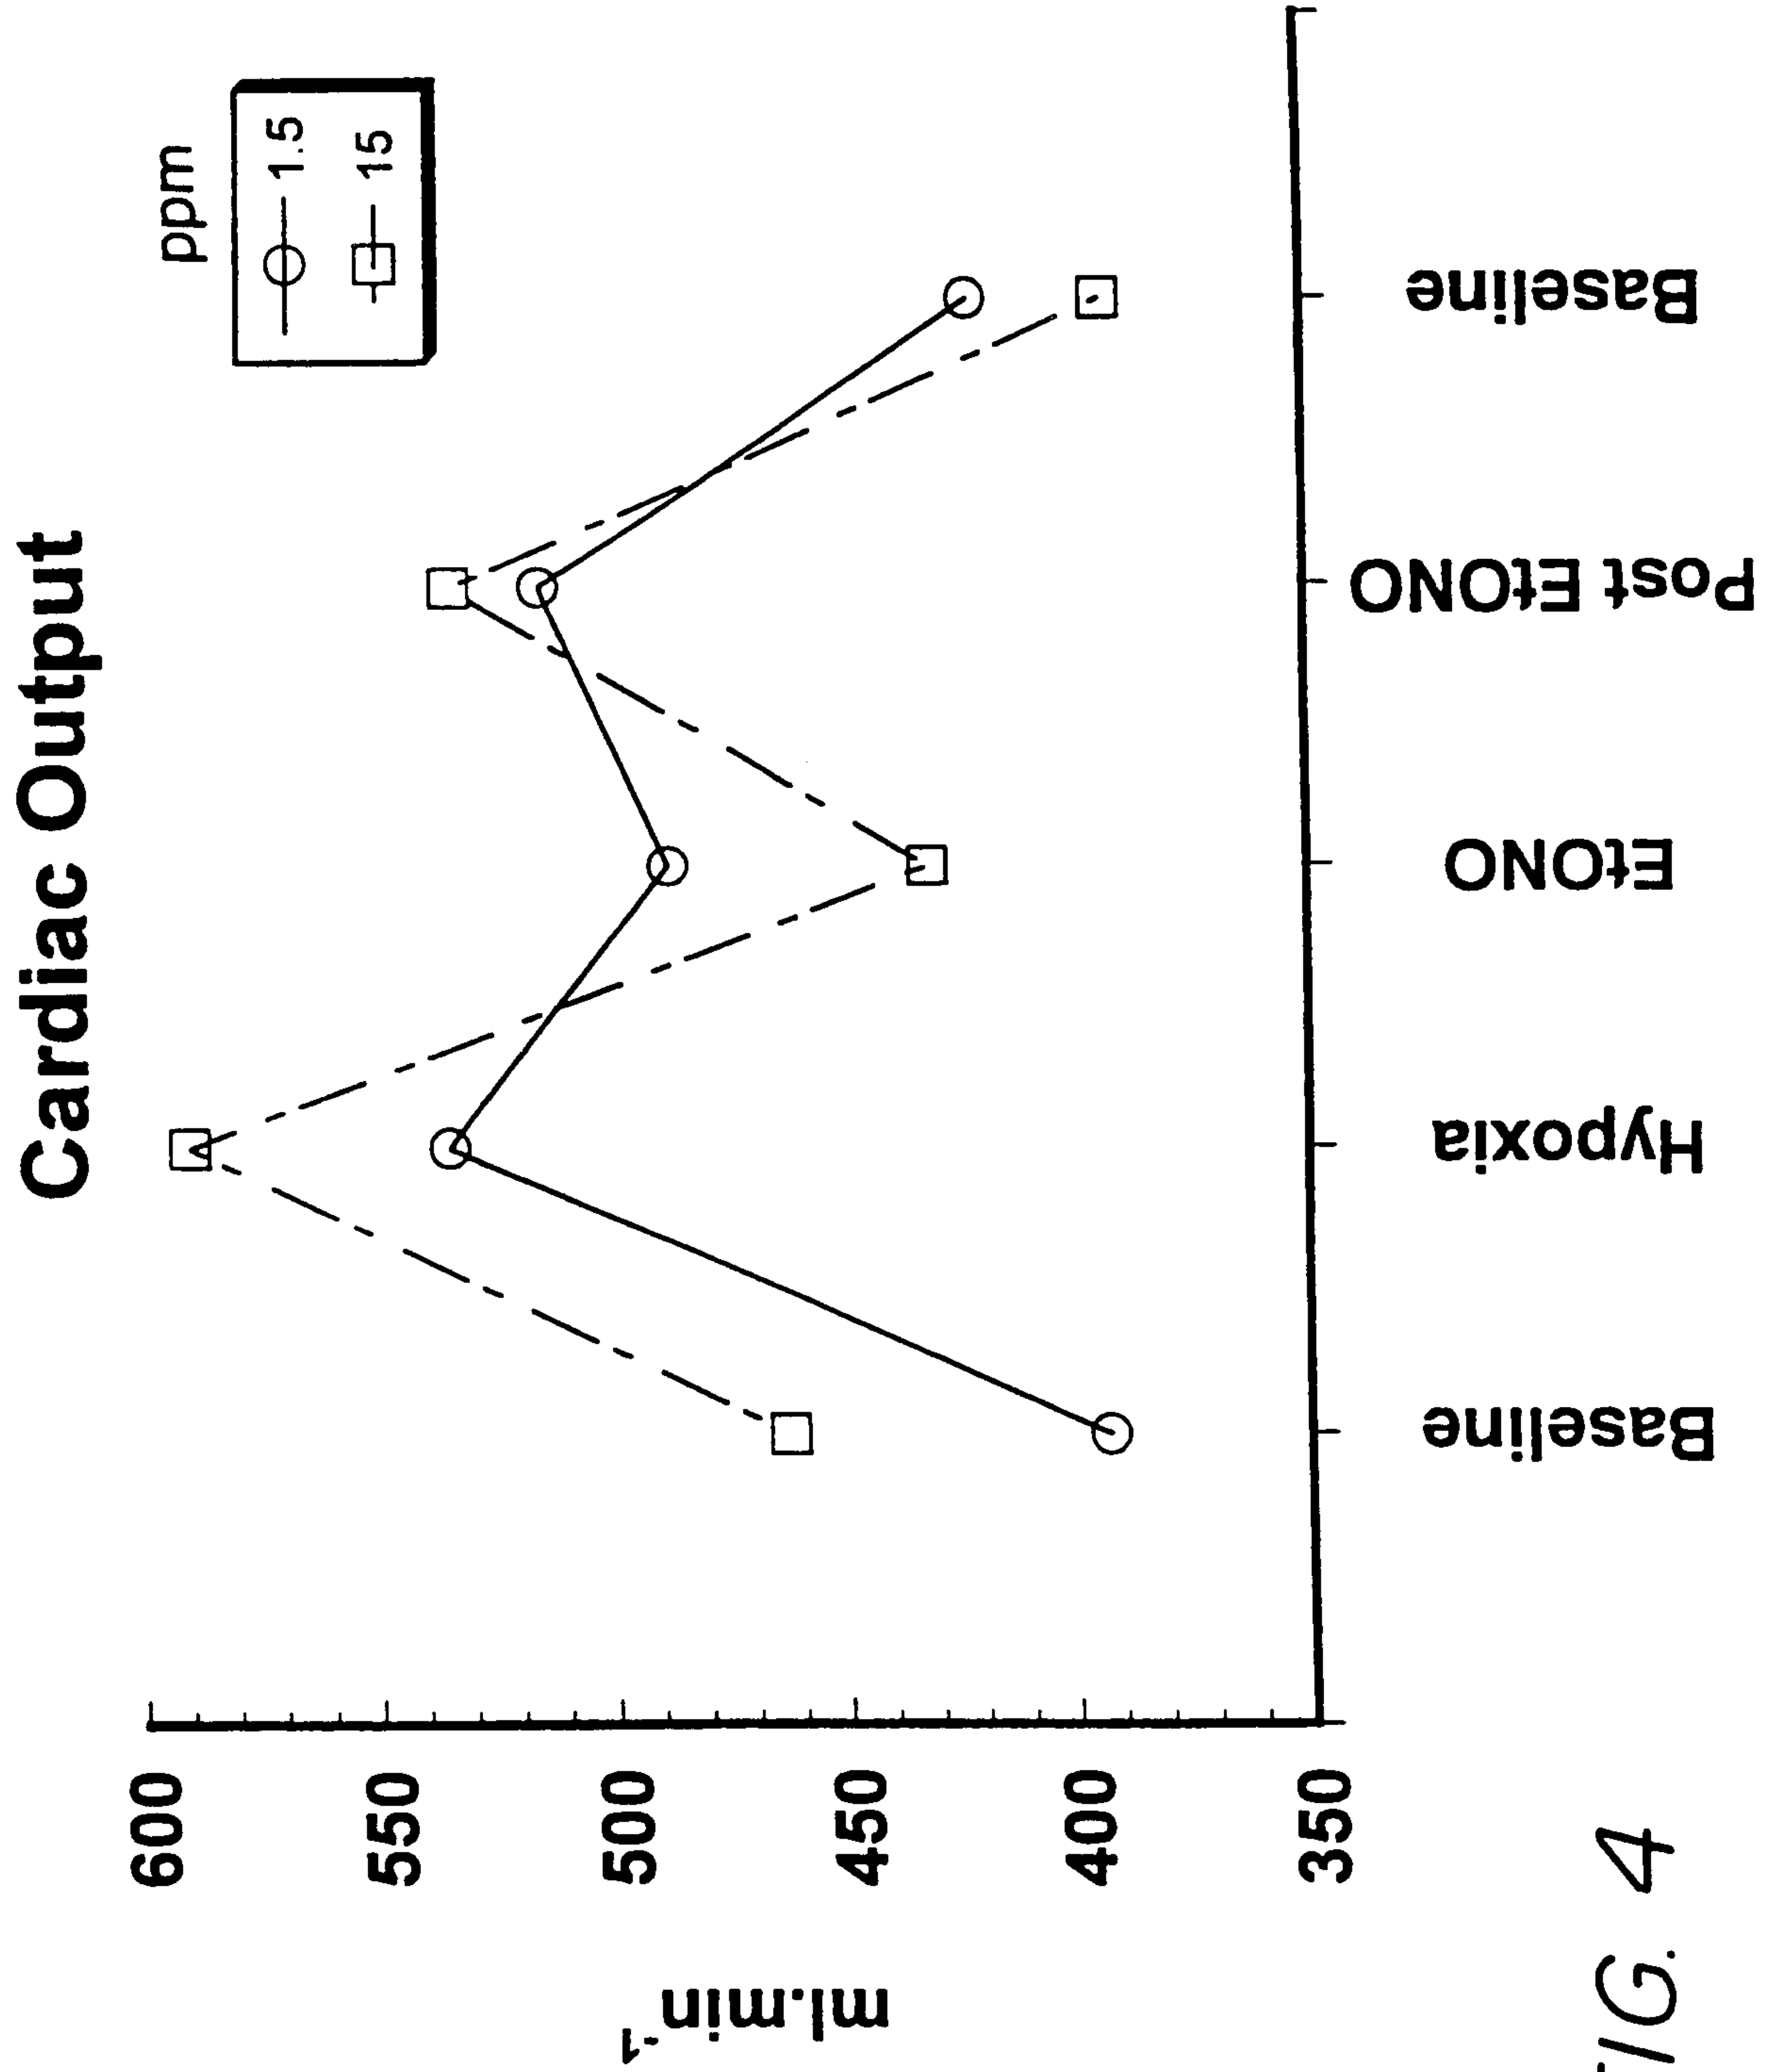 Cardiac Output
ppm
1.5
15
600
550
500
450
400
350
ml.min-1
Baseline
Hypoxia
EtONO
Post EtONO
Baseline
IG. 4